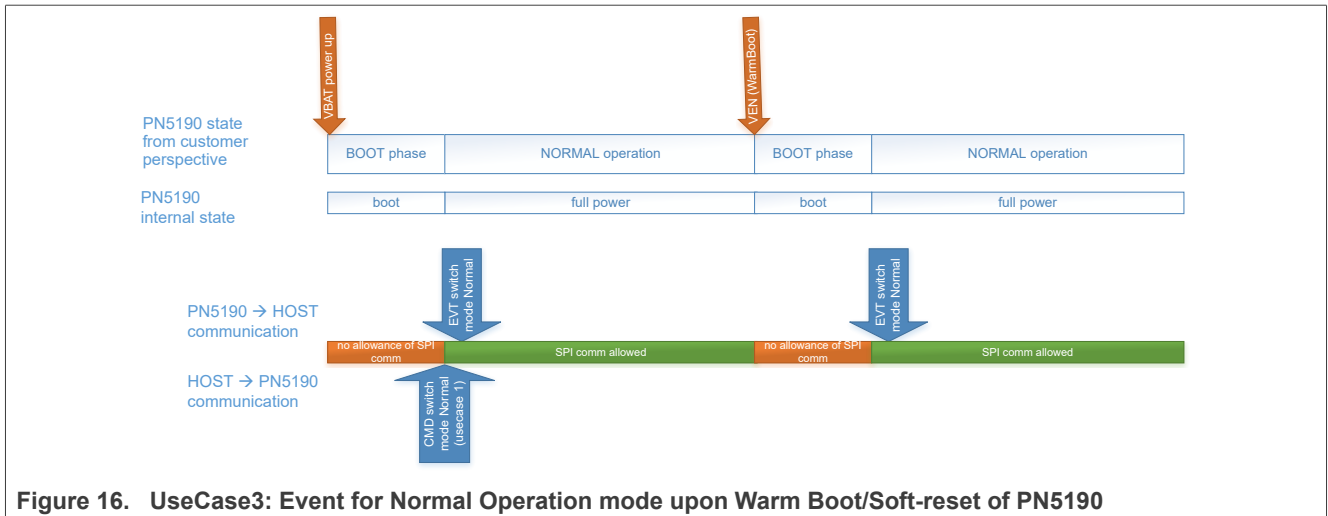 VBAT power up
VEN (WarmBoot)
PN5190 state
from customer
perspective
BOOT phase
NORMAL operation
BOOT phase
NORMAL operation
PN5190
internal state
boot
full power
boot
full power
EVT switch
mode Normal
EVT switch
mode Normal
PN5190 → HOST
communication
no allowance of SPI
comm
SPI comm allowed
no allowance of SPI
comm
SPI comm allowed
HOST → PN5190
communication
CMD switch
mode Normal
(usecase 1)
Figure 16. UseCase3: Event for Normal Operation mode upon Warm Boot/Soft-reset of PN5190